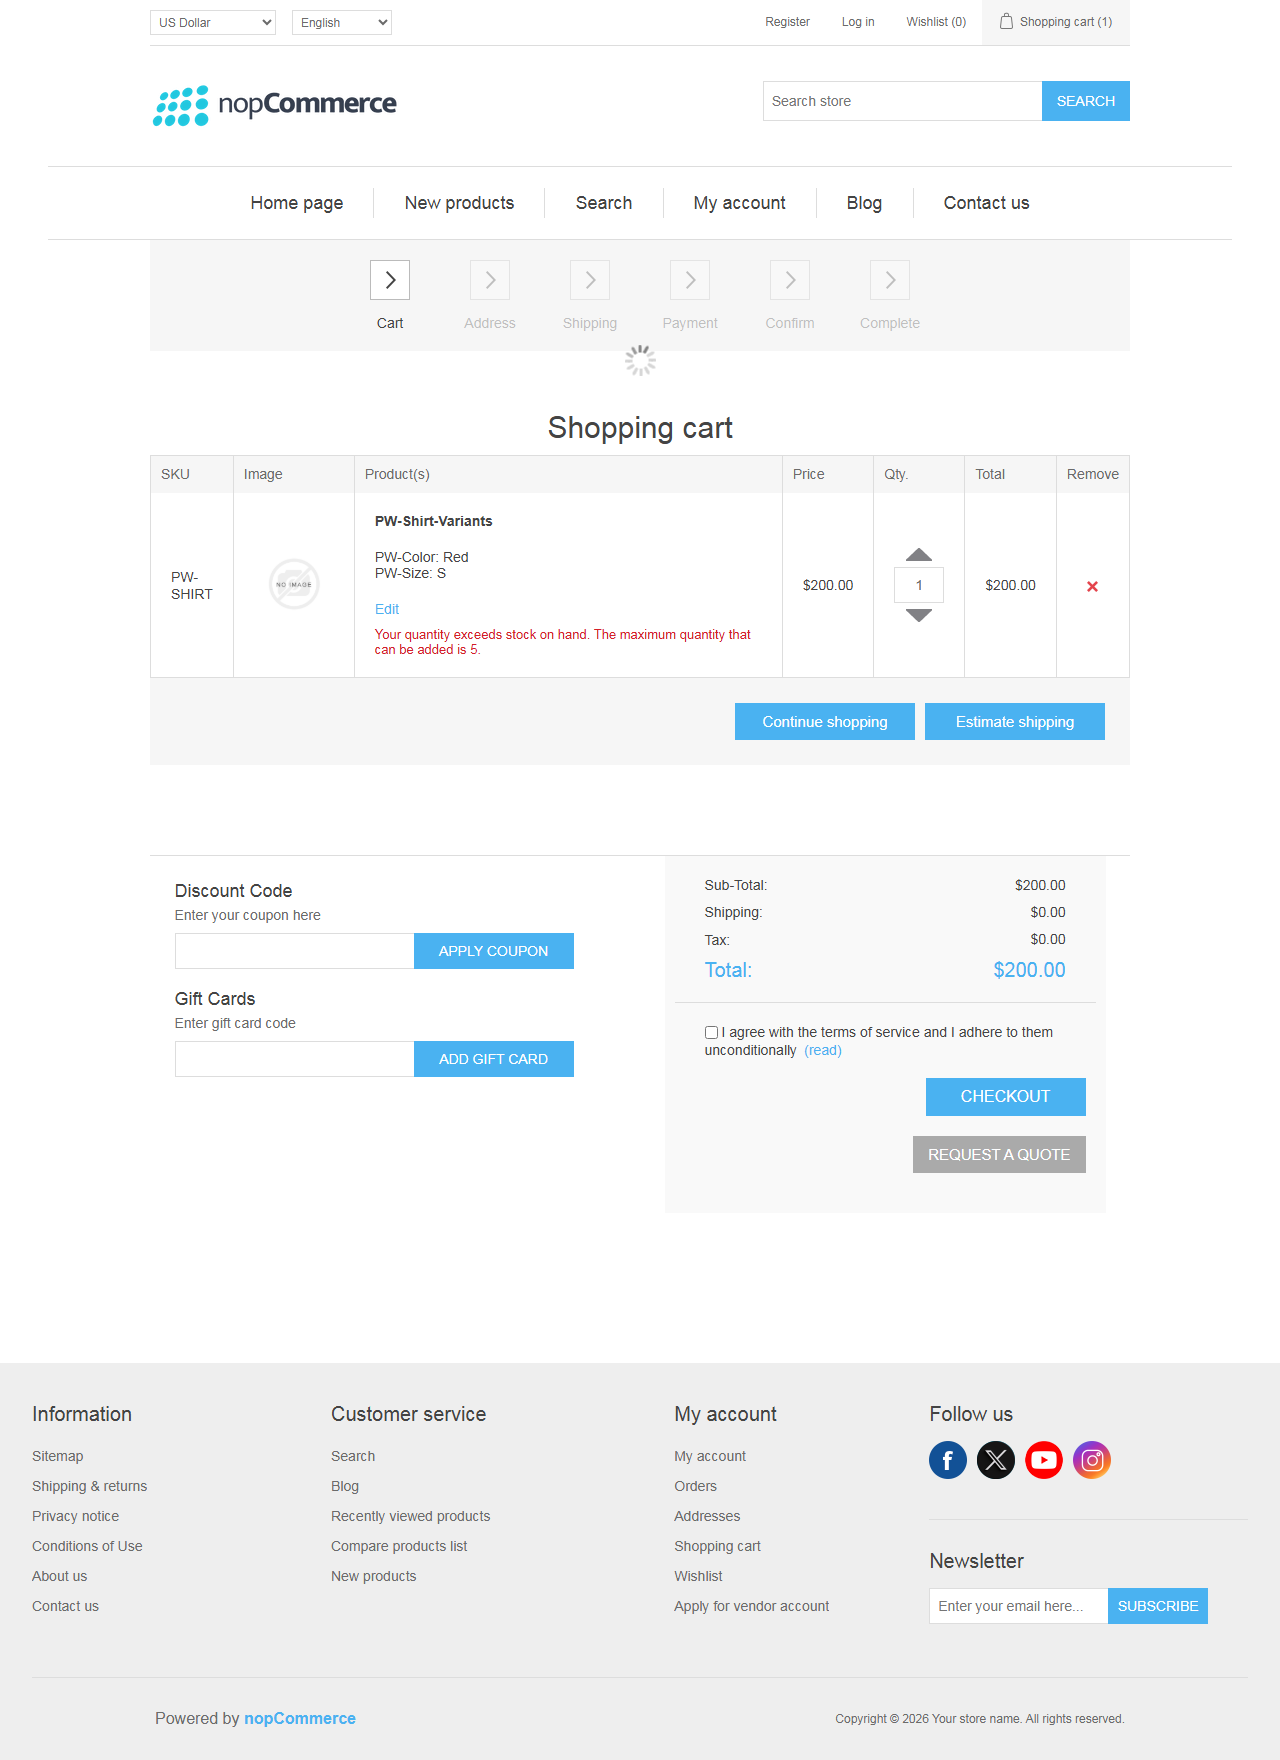 US Dollar English Register Log in Wishlist (0) Shopping cart (1)
nopCommerce Search store SEARCH
Home page New products Search My account Blog Contact us
Cart Address Shipping Payment Confirm Complete
Shopping cart
SKU Image Product(s) Price Qty. Total Remove
PW-Shirt-Variants
PW-Color: Red
PW-Size: S
PW-
SHIRT
NO IMAGE
$200.00 1 $200.00
Edit
Your quantity exceeds stock on hand. The maximum quantity that
can be added is 5.
Continue shopping Estimate shipping
Discount Code
Enter your coupon here
APPLY COUPON
Gift Cards
Enter gift card code
ADD GIFT CARD
Sub-Total: $200.00
Shipping: $0.00
Tax: $0.00
Total: $200.00
I agree with the terms of service and I adhere to them
unconditionally (read)
CHECKOUT
REQUEST A QUOTE
Information
Sitemap
Shipping & returns
Privacy notice
Conditions of Use
About us
Contact us
Customer service
Search
Blog
Recently viewed products
Compare products list
New products
My account
My account
Orders
Addresses
Shopping cart
Wishlist
Apply for vendor account
Follow us
Newsletter
Enter your email here... SUBSCRIBE
Powered by nopCommerce
Copyright © 2026 Your store name. All rights reserved.